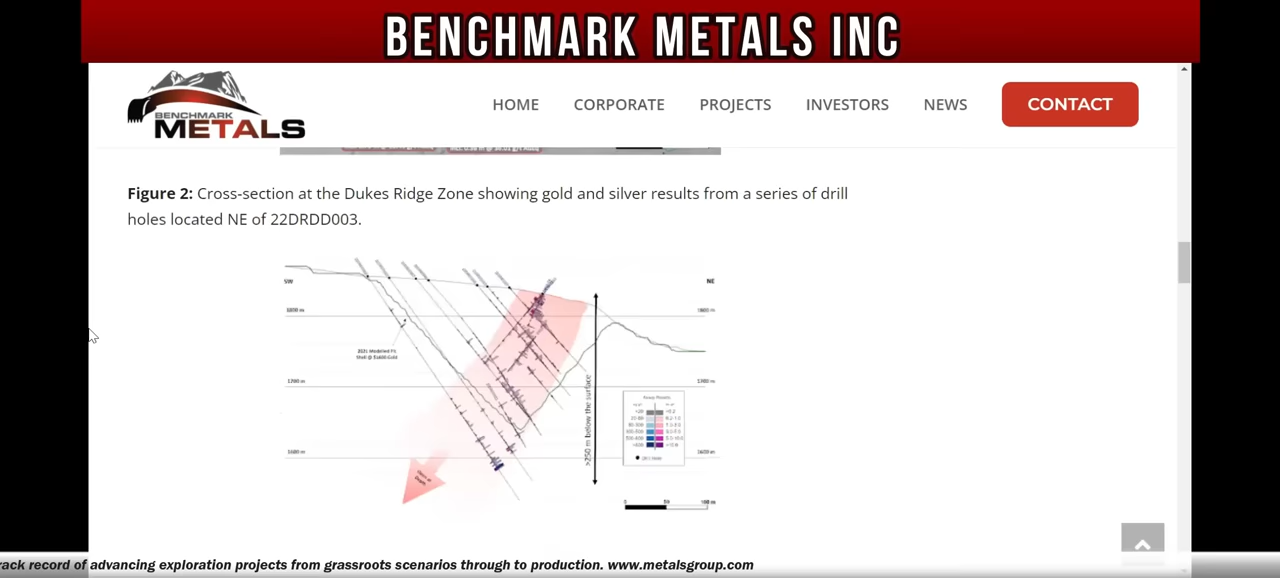 BENCHMARK METALS INC
BENCHMARK
METALS
HOME
CORPORATE
PROJECTS
INVESTORS
NEWS
CONTACT
Figure 2: Cross-section at the Dukes Ridge Zone showing gold and silver results from a series of drill
holes located NE of 22DRDD003.
SW
NE
>250 m below the surface
rack record of advancing exploration projects from grassroots scenarios through to production. www.metalsgroup.com